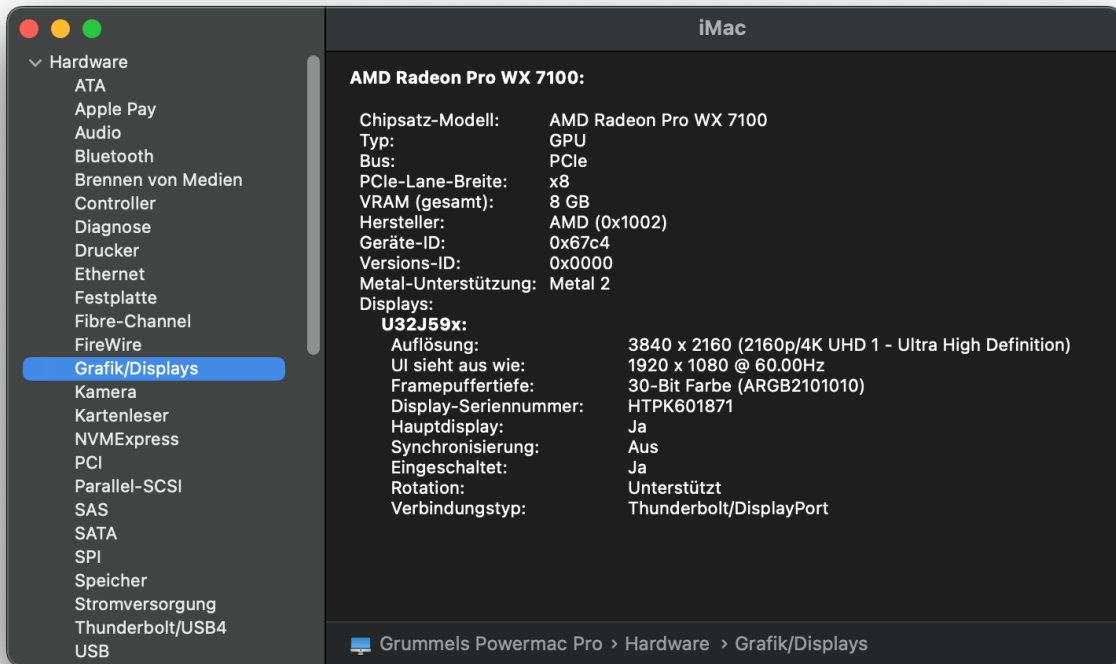 iMac
Hardware
ATA
Apple Pay
Audio
Bluetooth
Brennen von Medien
Controller
Diagnose
Drucker
Ethernet
Festplatte
Fibre-Channel
FireWire
Grafik/Displays
Kamera
Kartenleser
NVMExpress
PCI
Parallel-SCSI
SAS
SATA
SPI
Speicher
Stromversorgung
Thunderbolt/USB4
USB
AMD Radeon Pro WX 7100:
Chipsatz-Modell: AMD Radeon Pro WX 7100
Typ: GPU
Bus: PCIe
PCIe-Lane-Breite: x8
VRAM (gesamt): 8 GB
Hersteller: AMD (0x1002)
Geräte-ID: 0x67c4
Versions-ID: 0x0000
Metal-Unterstützung: Metal 2
Displays:
U32J59x:
Auflösung: 3840 x 2160 (2160p/4K UHD 1 - Ultra High Definition)
UI sieht aus wie: 1920 x 1080 @ 60.00Hz
Framepuffertiefe: 30-Bit Farbe (ARGB2101010)
Display-Seriennummer: HTPK601871
Hauptdisplay: Ja
Synchronisierung: Aus
Eingeschaltet: Ja
Rotation: Unterstützt
Verbindungstyp: Thunderbolt/DisplayPort
Grummels Powermac Pro › Hardware › Grafik/Displays